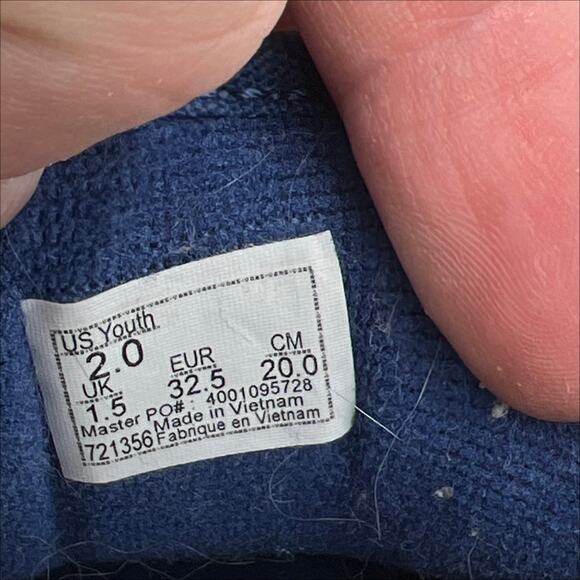 US Youth
2.0 EUR CM
UK 32.5 20.0
1.5
Master PO#: 4001095728
Made in Vietnam
721356 Fabrique en Vietnam